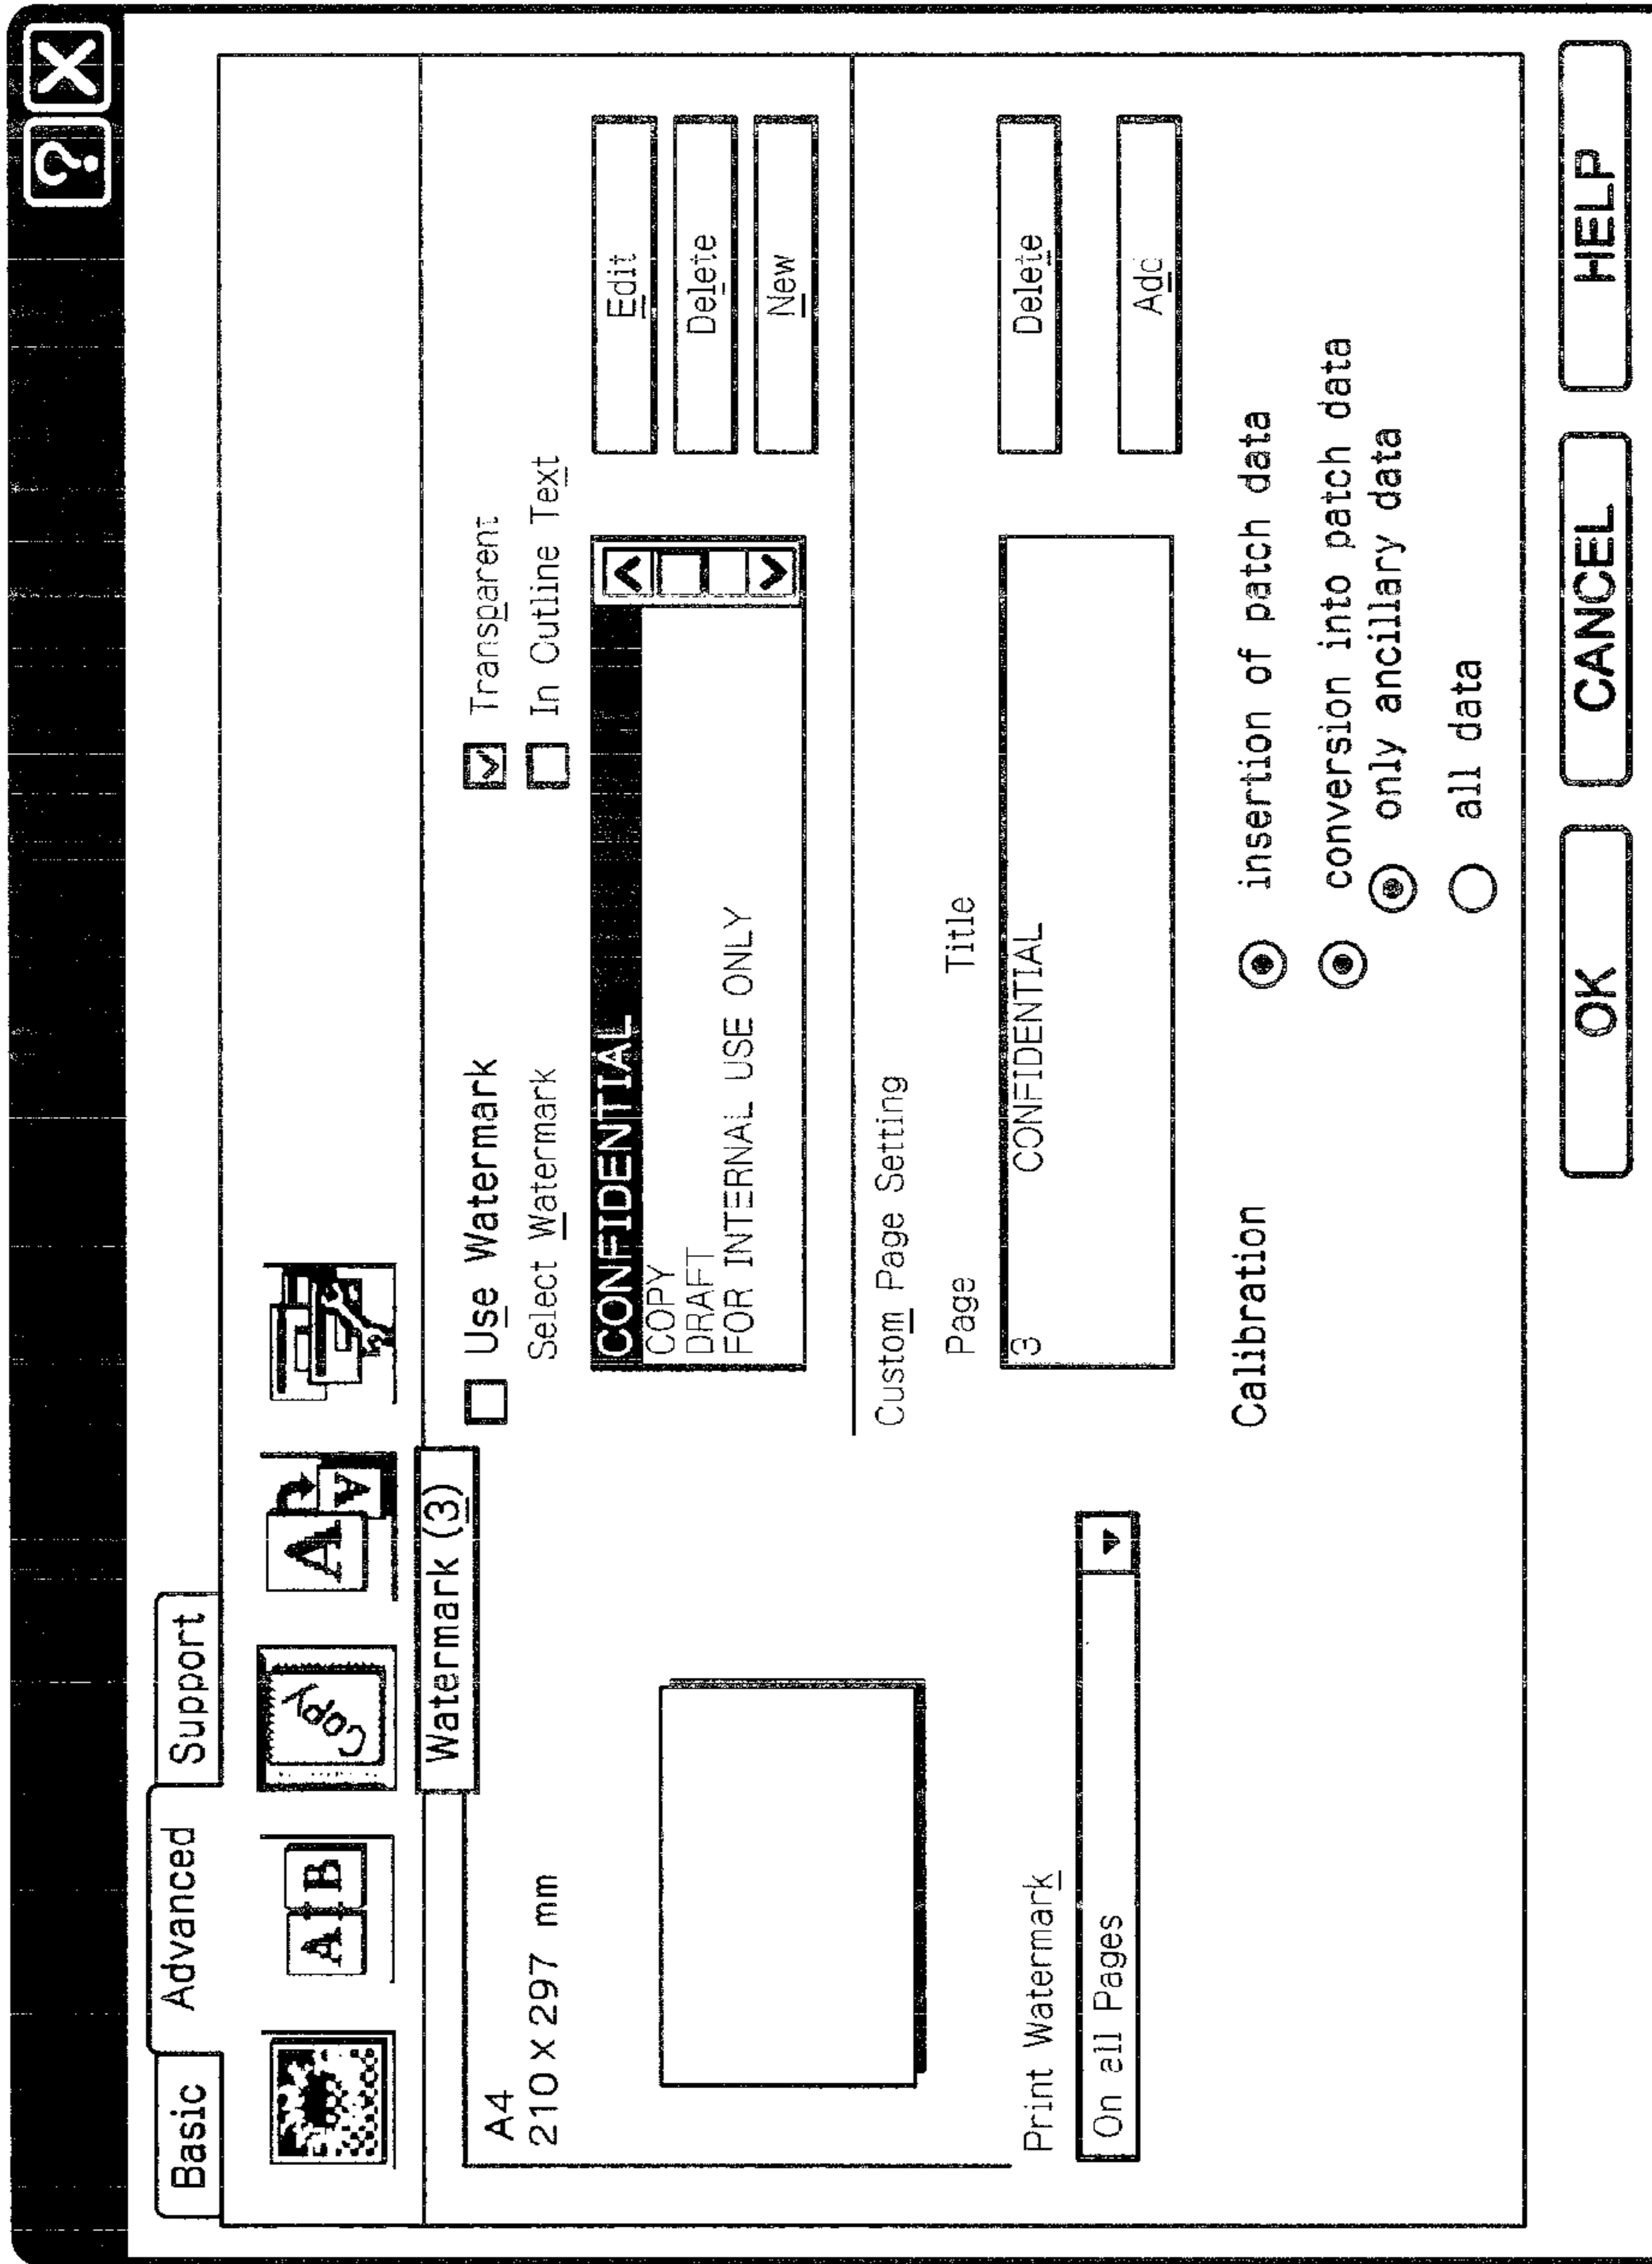 ? X
Basic
Advanced
Support
A B
COPY
A A
Watermark (3)
A4
210 X 297 mm
Print Watermark
On all Pages
Use Watermark
Select Watermark
Transparent
In Outline Text
CONFIDENTIAL
COPY
DRAFT
FOR INTERNAL USE ONLY
Edit
Delete
New
Custom Page Setting
Page Title
3 CONFIDENTIAL
Delete
Add
Calibration
insertion of patch data
conversion into patch data
only ancillary data
all data
OK
CANCEL
HELP